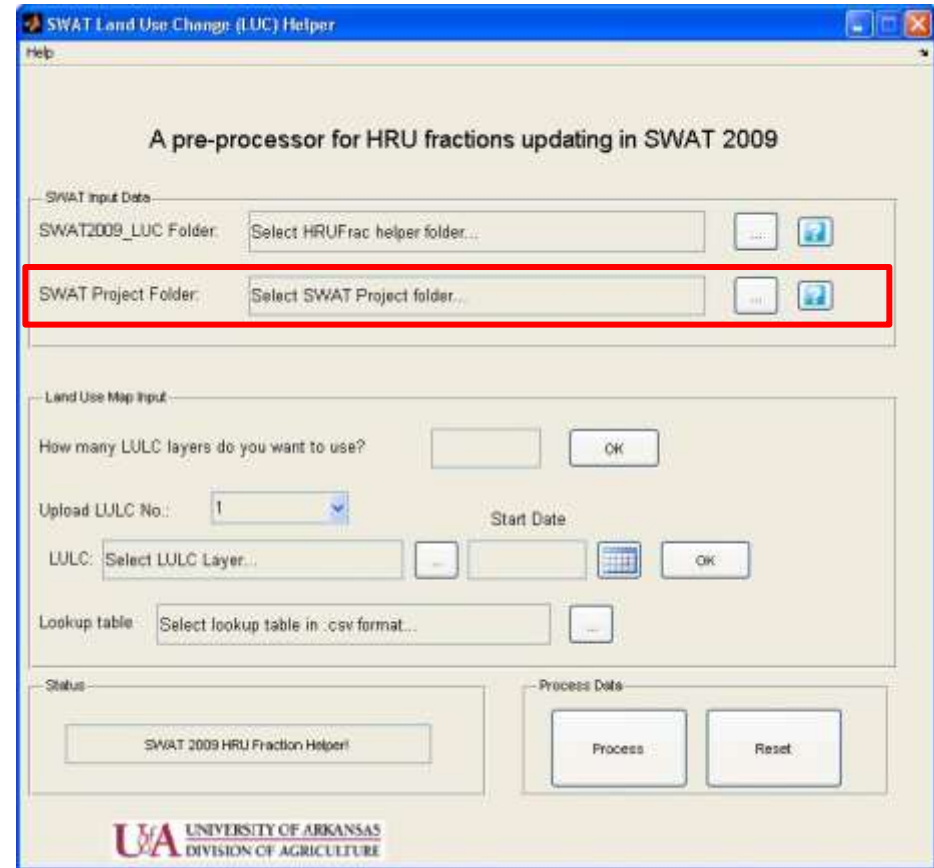 SWAT Land Use Change (LUC) Helper
Help
A pre-processor for HRU fractions updating in SWAT 2009
SWAT Input Data
SWAT2009_LUC Folder: Select HRUFrac helper folder... ...
SWAT Project Folder: Select SWAT Project folder... ...
Land Use Map Input
How many LULC layers do you want to use? OK
Upload LULC No.: 1
Start Date
LULC: Select LULC Layer... ... OK
Lookup table Select lookup table in .csv format... ...
Status
SWAT 2009 HRU Fraction Helper!
Process Data
Process Reset
UofA UNIVERSITY OF ARKANSAS
DIVISION OF AGRICULTURE